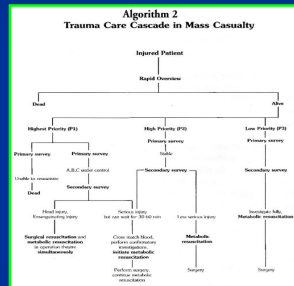 Algorithm 2
Trauma Care Cascade in Mass Casualty
Injured Patient
Rapid Overview
Dead
Alive
Highest Priority (P1)
High Priority (P2)
Low Priority (P3)
Primary survey
Primary survey
Primary survey
Primary survey
Stable
Unable to resuscitate
A,B,C under control
Secondary survey
Secondary survey
Dead
Secondary survey
Head injury,
Exsanguinating injury
Serious injury
but can wait for 30-60 min
Less serious injury
Investigate fully,
Metabolic resuscitation
Surgical resuscitation and
metabolic resuscitation
in operation theatre
simultaneously
Cross match blood,
perform confirmatory
investigations,
initiate metabolic
resuscitation
Metabolic
resuscitation
Perform surgery,
continue metabolic
resuscitation
Surgery
Surgery